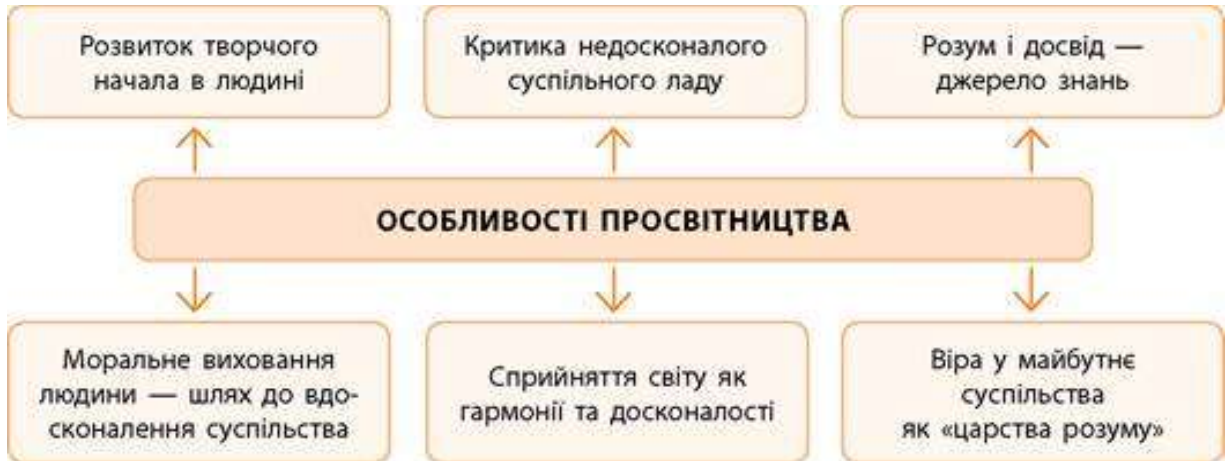 Розвиток творчого
начала в людині
Критика недосконалого
суспільного ладу
Розум і досвід —
джерело знань
ОСОБЛИВОСТІ ПРОСВІТНИЦТВА
Моральне виховання
людини — шлях до вдо-
сконалення суспільства
Сприйняття світу як
гармонії та досконалості
Віра у майбутнє
суспільства
як «царства розуму»